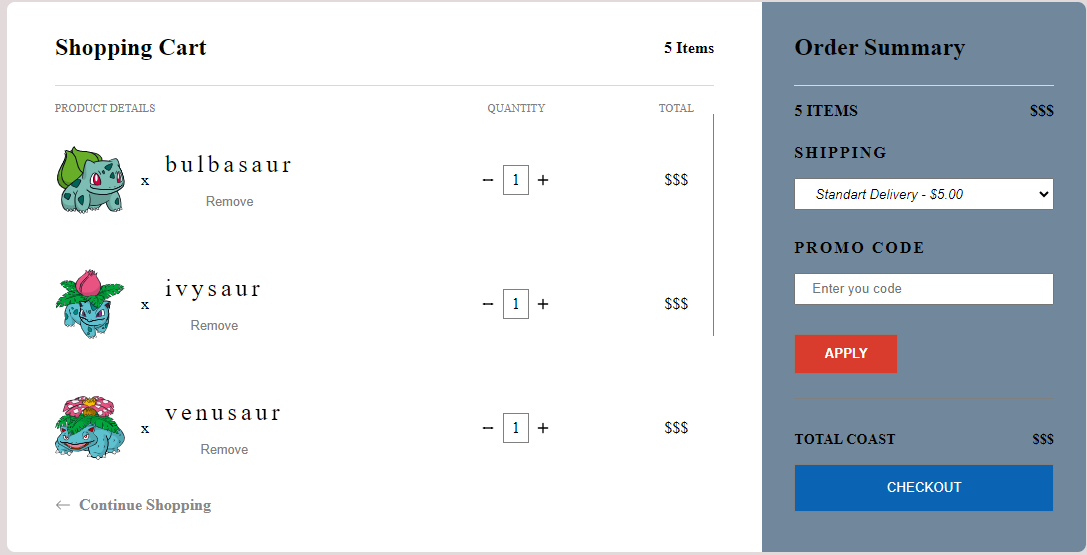 Shopping Cart
5 Items
PRODUCT DETAILS
QUANTITY
TOTAL
x
bulbasaur
Remove
− 1 +
$$$
x
ivysaur
Remove
− 1 +
$$$
x
venusaur
Remove
− 1 +
$$$
← Continue Shopping
Order Summary
5 ITEMS
$$$
SHIPPING
Standart Delivery - $5.00
PROMO CODE
Enter you code
APPLY
TOTAL COAST
$$$
CHECKOUT